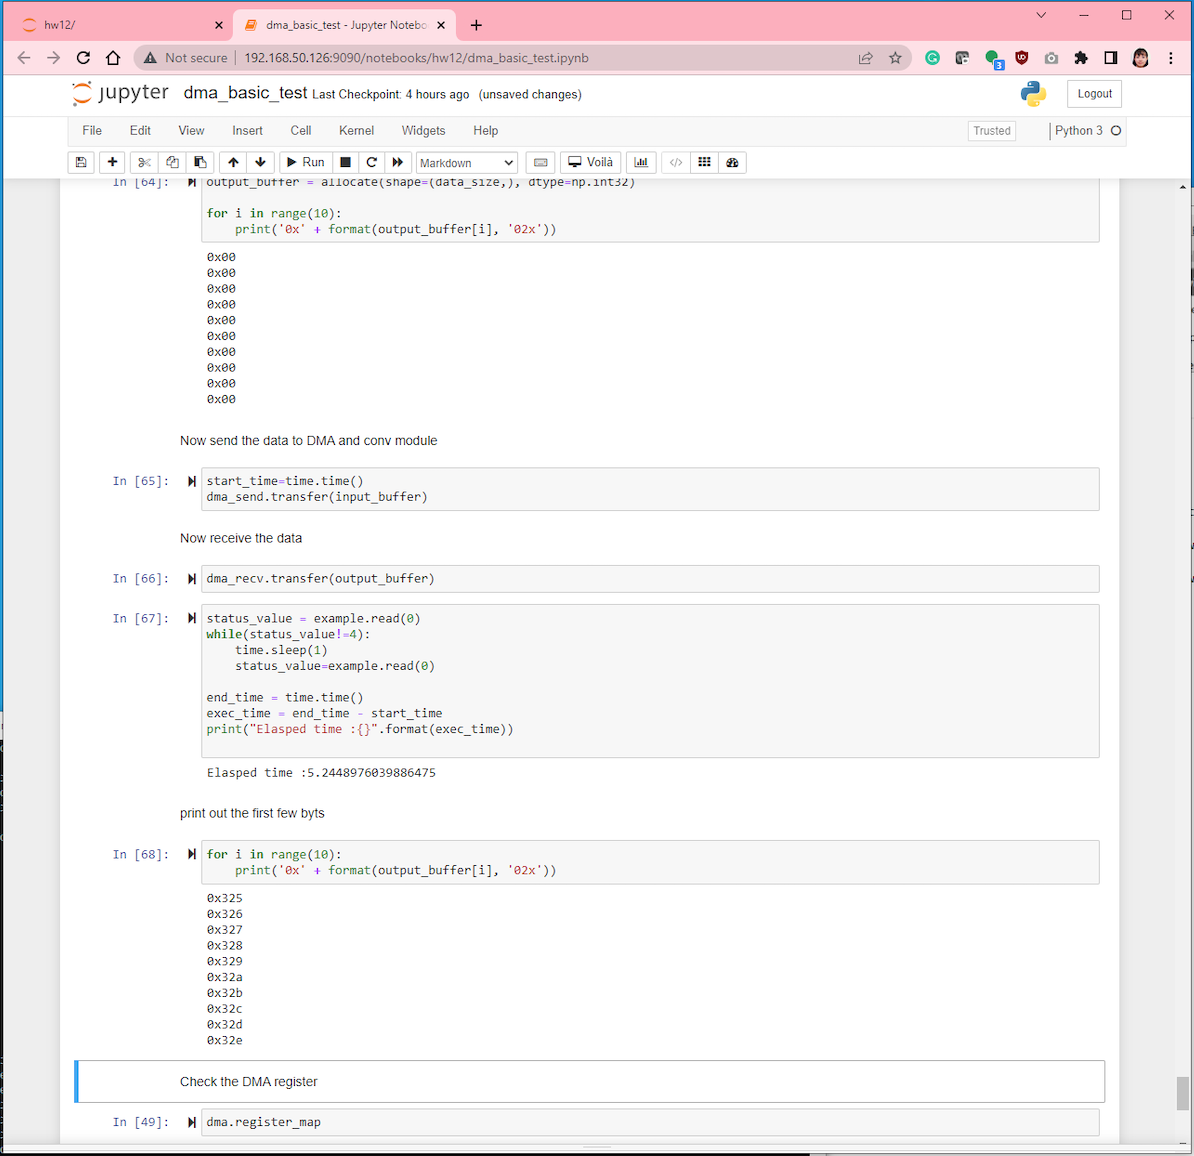 hw12/
dma_basic_test - Jupyter Notebo
Not secure
192.168.50.126:9090/notebooks/hw12/dma_basic_test.ipynb
3
jupyter dma_basic_test Last Checkpoint: 4 hours ago (unsaved changes)
Logout
File Edit View Insert Cell Kernel Widgets Help
Trusted
Python 3
Run
Markdown
Voilà
In [64]:
output_buffer = allocate(shape=(data_size,), dtype=np.int32)
for i in range(10):
print('0x' + format(output_buffer[i], '02x'))
0x00
0x00
0x00
0x00
0x00
0x00
0x00
0x00
0x00
0x00
Now send the data to DMA and conv module
In [65]:
start_time=time.time()
dma_send.transfer(input_buffer)
Now receive the data
In [66]:
dma_recv.transfer(output_buffer)
In [67]:
status_value = example.read(0)
while(status_value!=4):
time.sleep(1)
status_value=example.read(0)
end_time = time.time()
exec_time = end_time - start_time
print("Elasped time :{}".format(exec_time))
Elasped time :5.2448976039886475
print out the first few byts
In [68]:
for i in range(10):
print('0x' + format(output_buffer[i], '02x'))
0x325
0x326
0x327
0x328
0x329
0x32a
0x32b
0x32c
0x32d
0x32e
Check the DMA register
In [49]:
dma.register_map